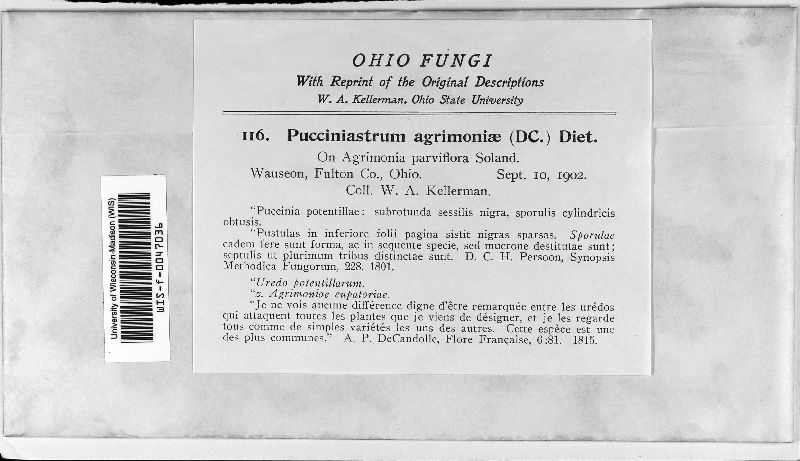 OHIO FUNGI
With Reprint of the Original Descriptions
W. A. Kellerman, Ohio State University
116. Pucciniastrum agrimoniæ (DC.) Diet.
On Agrimonia parviflora Soland.
Wauseon, Fulton Co., Ohio. Sept. 10, 1902.
Coll. W. A. Kellerman.
"Puccinia potentillae: subrotunda sessilis nigra, sporulis cylindricis
obtusis.
"Pustulas in inferiore folii pagina sistit nigras sparsas. Sporulae
eadem fere sunt forma, ac in sequente specie, sed mucrone destitutae sunt;
septulis ut plurimum tribus distinctae sunt. D. C. H. Persoon, Synopsis
Methodica Fungorum, 228. 1801.
"Uredo potentillarum.
"2. Agrimoniae eupatoriae.
"Je ne vois aucune différence digne d'être remarquée entre les urédos
qui attaquent toutes les plantes que je viens de désigner, et je les regarde
tous comme de simples variétés les uns des autres. Cette espèce est une
des plus communes." A. P. DeCandolle, Flore Française, 6:81. 1815.
University of Wisconsin-Madison (WIS)
WIS-f-0047036